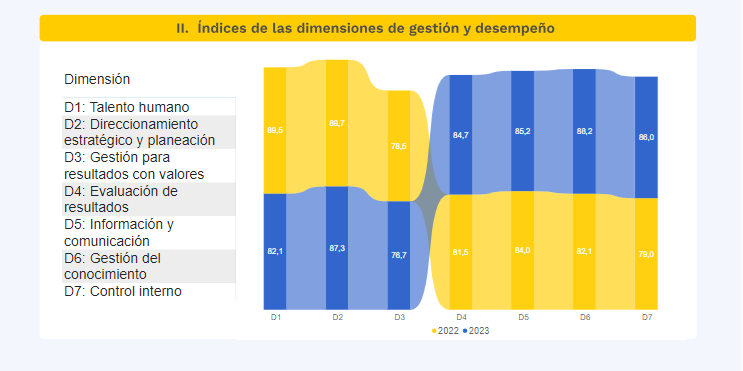 II. Índices de las dimensiones de gestión y desempeño
Dimensión
D1: Talento humano
D2: Direccionamiento
estratégico y planeación
D3: Gestión para
resultados con valores
D4: Evaluación de
resultados
D5: Información y
comunicación
D6: Gestión del
conocimiento
D7: Control interno
89,5
89,7
78,5
84,7
85,2
88,2
86,0
82,1
87,3
76,7
81,5
84,0
82,1
79,0
D1 D2 D3 D4 D5 D6 D7
2022 2023